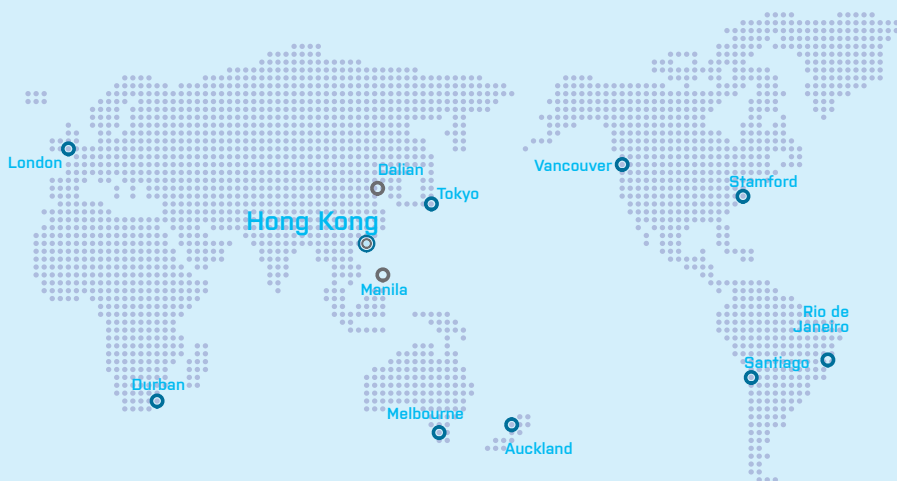 London
Dalian
Vancouver
Stamford
Tokyo
Hong Kong
Manila
Rio de
Janeiro
Santiago
Durban
Melbourne
Auckland